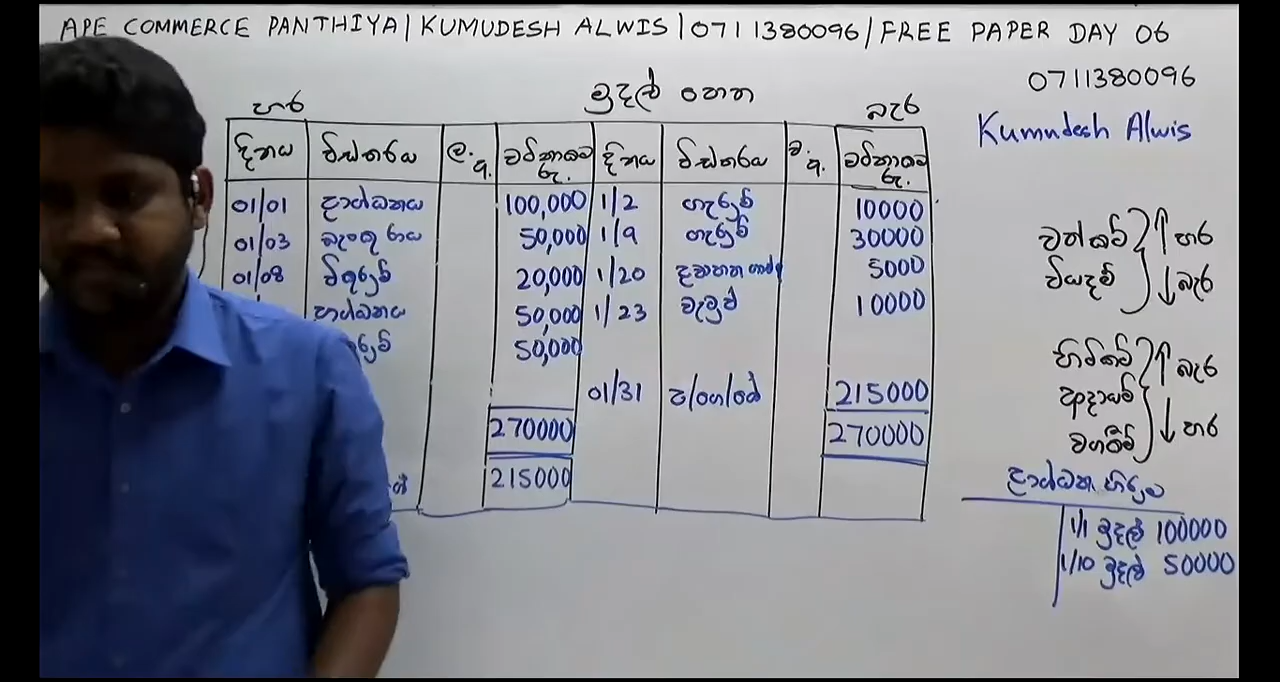 APE COMMERCE PANTHIYA | KUMUDESH ALWIS | 0711380096 | FREE PAPER DAY 06
0711380096
Kumudesh Alwis
හර මුදල් පොත බැර
දිනය විස්තරය ලෙ.පි. වටිනාකම රු. දිනය විස්තරය ව.අ. වටිනාකම රු.
01/01 ප්‍රාග්ධනය 100,000 1/2 ගැනුම් 10000
01/03 බැංකු ණය 50,000 1/9 ගැනුම් 30000
01/08 විකුණුම් 20,000 1/20 5000
ප්‍රාග්ධනය 50,000 1/23 වැටුප් 10000
50,000
01/31 ප/ගෙ/ශේ 215000
270000 270000
215000
වත්කම් ↑ හර
වියදම් ↓ බැර
හිමිකම් ↑ බැර
ආදායම්
වගකීම් ↓ හර
ප්‍රාග්ධන ගිණුම
1/1 මුදල් 100000
1/10 මුදල් 50000